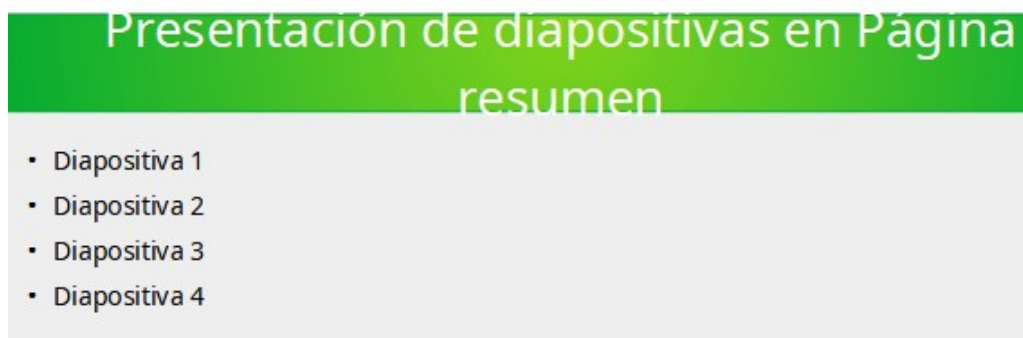 Presentación de diapositivas en Página
resumen
• Diapositiva 1
• Diapositiva 2
• Diapositiva 3
• Diapositiva 4